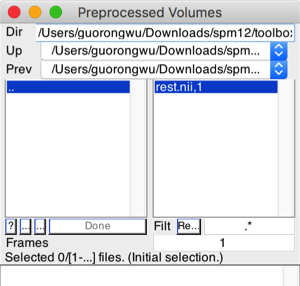 Preprocessed Volumes
Dir /Users/guorongwu/Downloads/spm12/toolbox
Up /Users/guorongwu/Downloads/spm...
Prev /Users/guorongwu/Downloads/spm...
.. rest.nii,1
? ... ... Done Filt Re... .*
Frames 1
Selected 0/[1-...] files. (Initial selection.)